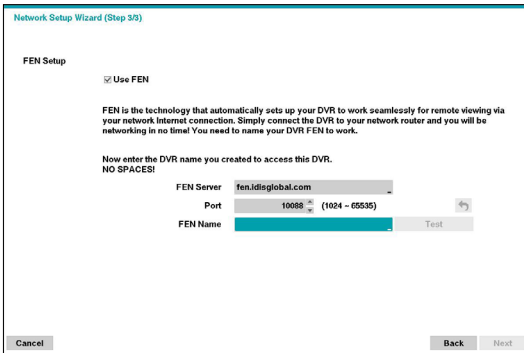 Network Setup Wizard (Step 3/3)
FEN Setup
Use FEN
FEN is the technology that automatically sets up your DVR to work seamlessly for remote viewing via
your network Internet connection. Simply connect the DVR to your network router and you will be
networking in no time! You need to name your DVR FEN to work.
Now enter the DVR name you created to access this DVR.
NO SPACES!
FEN Server fen.idisglobal.com
Port 10088 (1024 ~ 65535)
FEN Name Test
Cancel Back Next